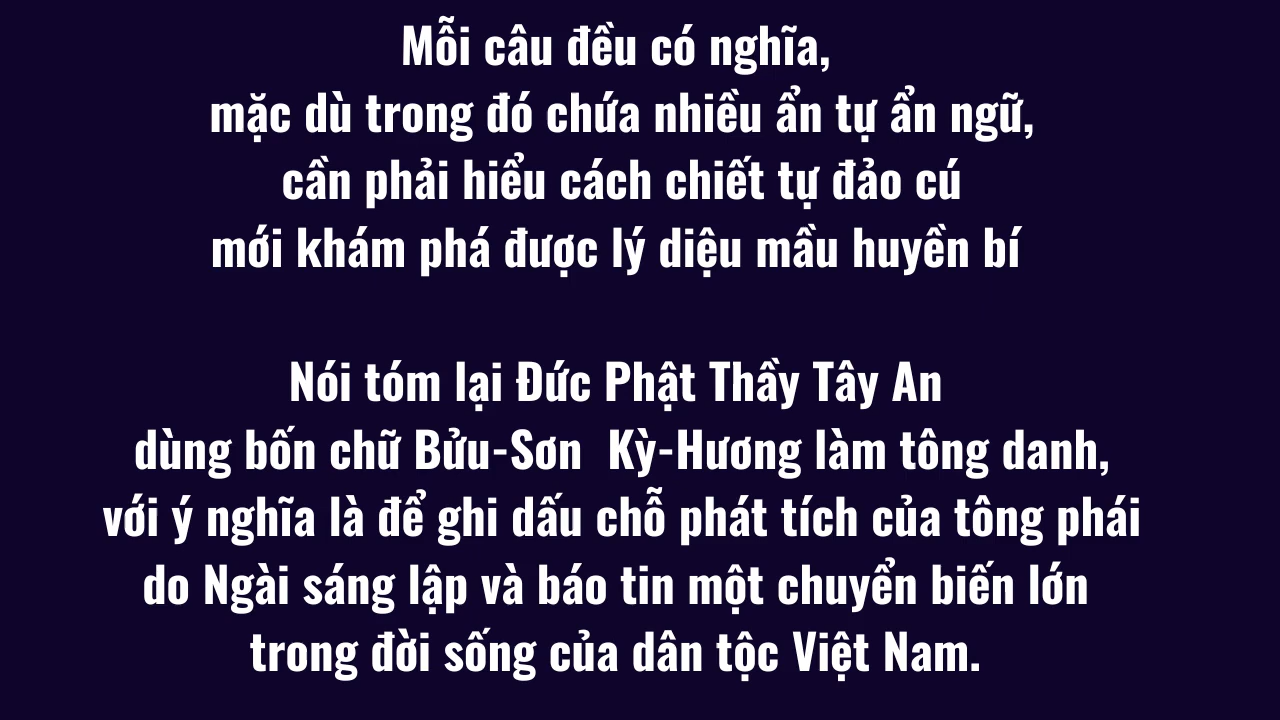 Mỗi câu đều có nghĩa,
mặc dù trong đó chứa nhiều ẩn tự ẩn ngữ,
cần phải hiểu cách chiết tự đảo cú
mới khám phá được lý diệu mầu huyền bí
Nói tóm lại Đức Phật Thầy Tây An
dùng bốn chữ Bửu-Sơn  Kỳ-Hương làm tông danh,
với ý nghĩa là để ghi dấu chỗ phát tích của tông phái
do Ngài sáng lập và báo tin một chuyển biến lớn
trong đời sống của dân tộc Việt Nam.